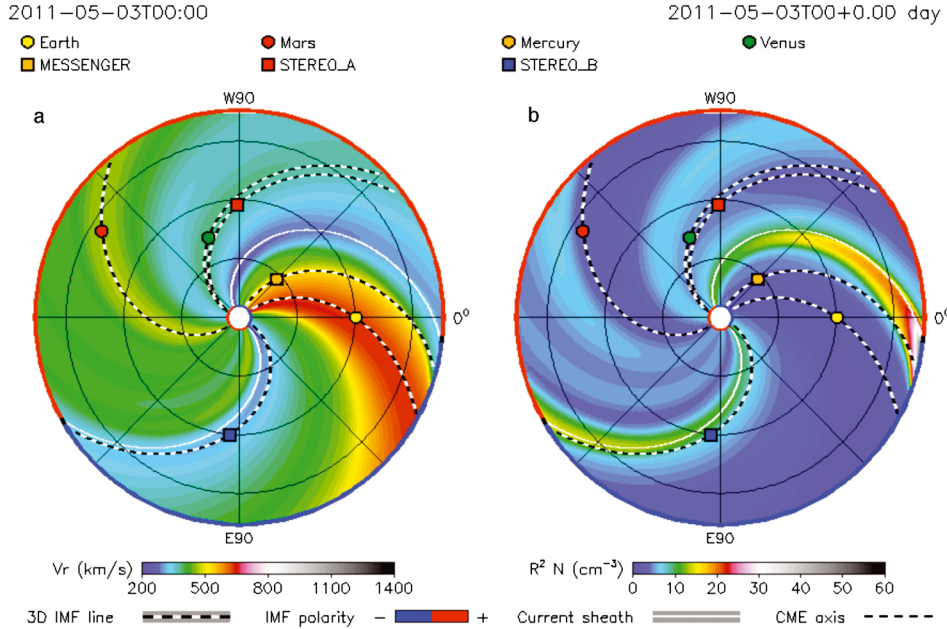 2011-05-03T00:00 2011-05-03T00+0.00 day
Earth Mars Mercury Venus
MESSENGER STEREO_A STEREO_B
a W90 b W90
0° 0°
E90 E90
Vr (km/s) R² N (cm⁻³)
200 500 800 1100 1400 0 10 20 30 40 50 60
3D IMF line IMF polarity − + Current sheath CME axis